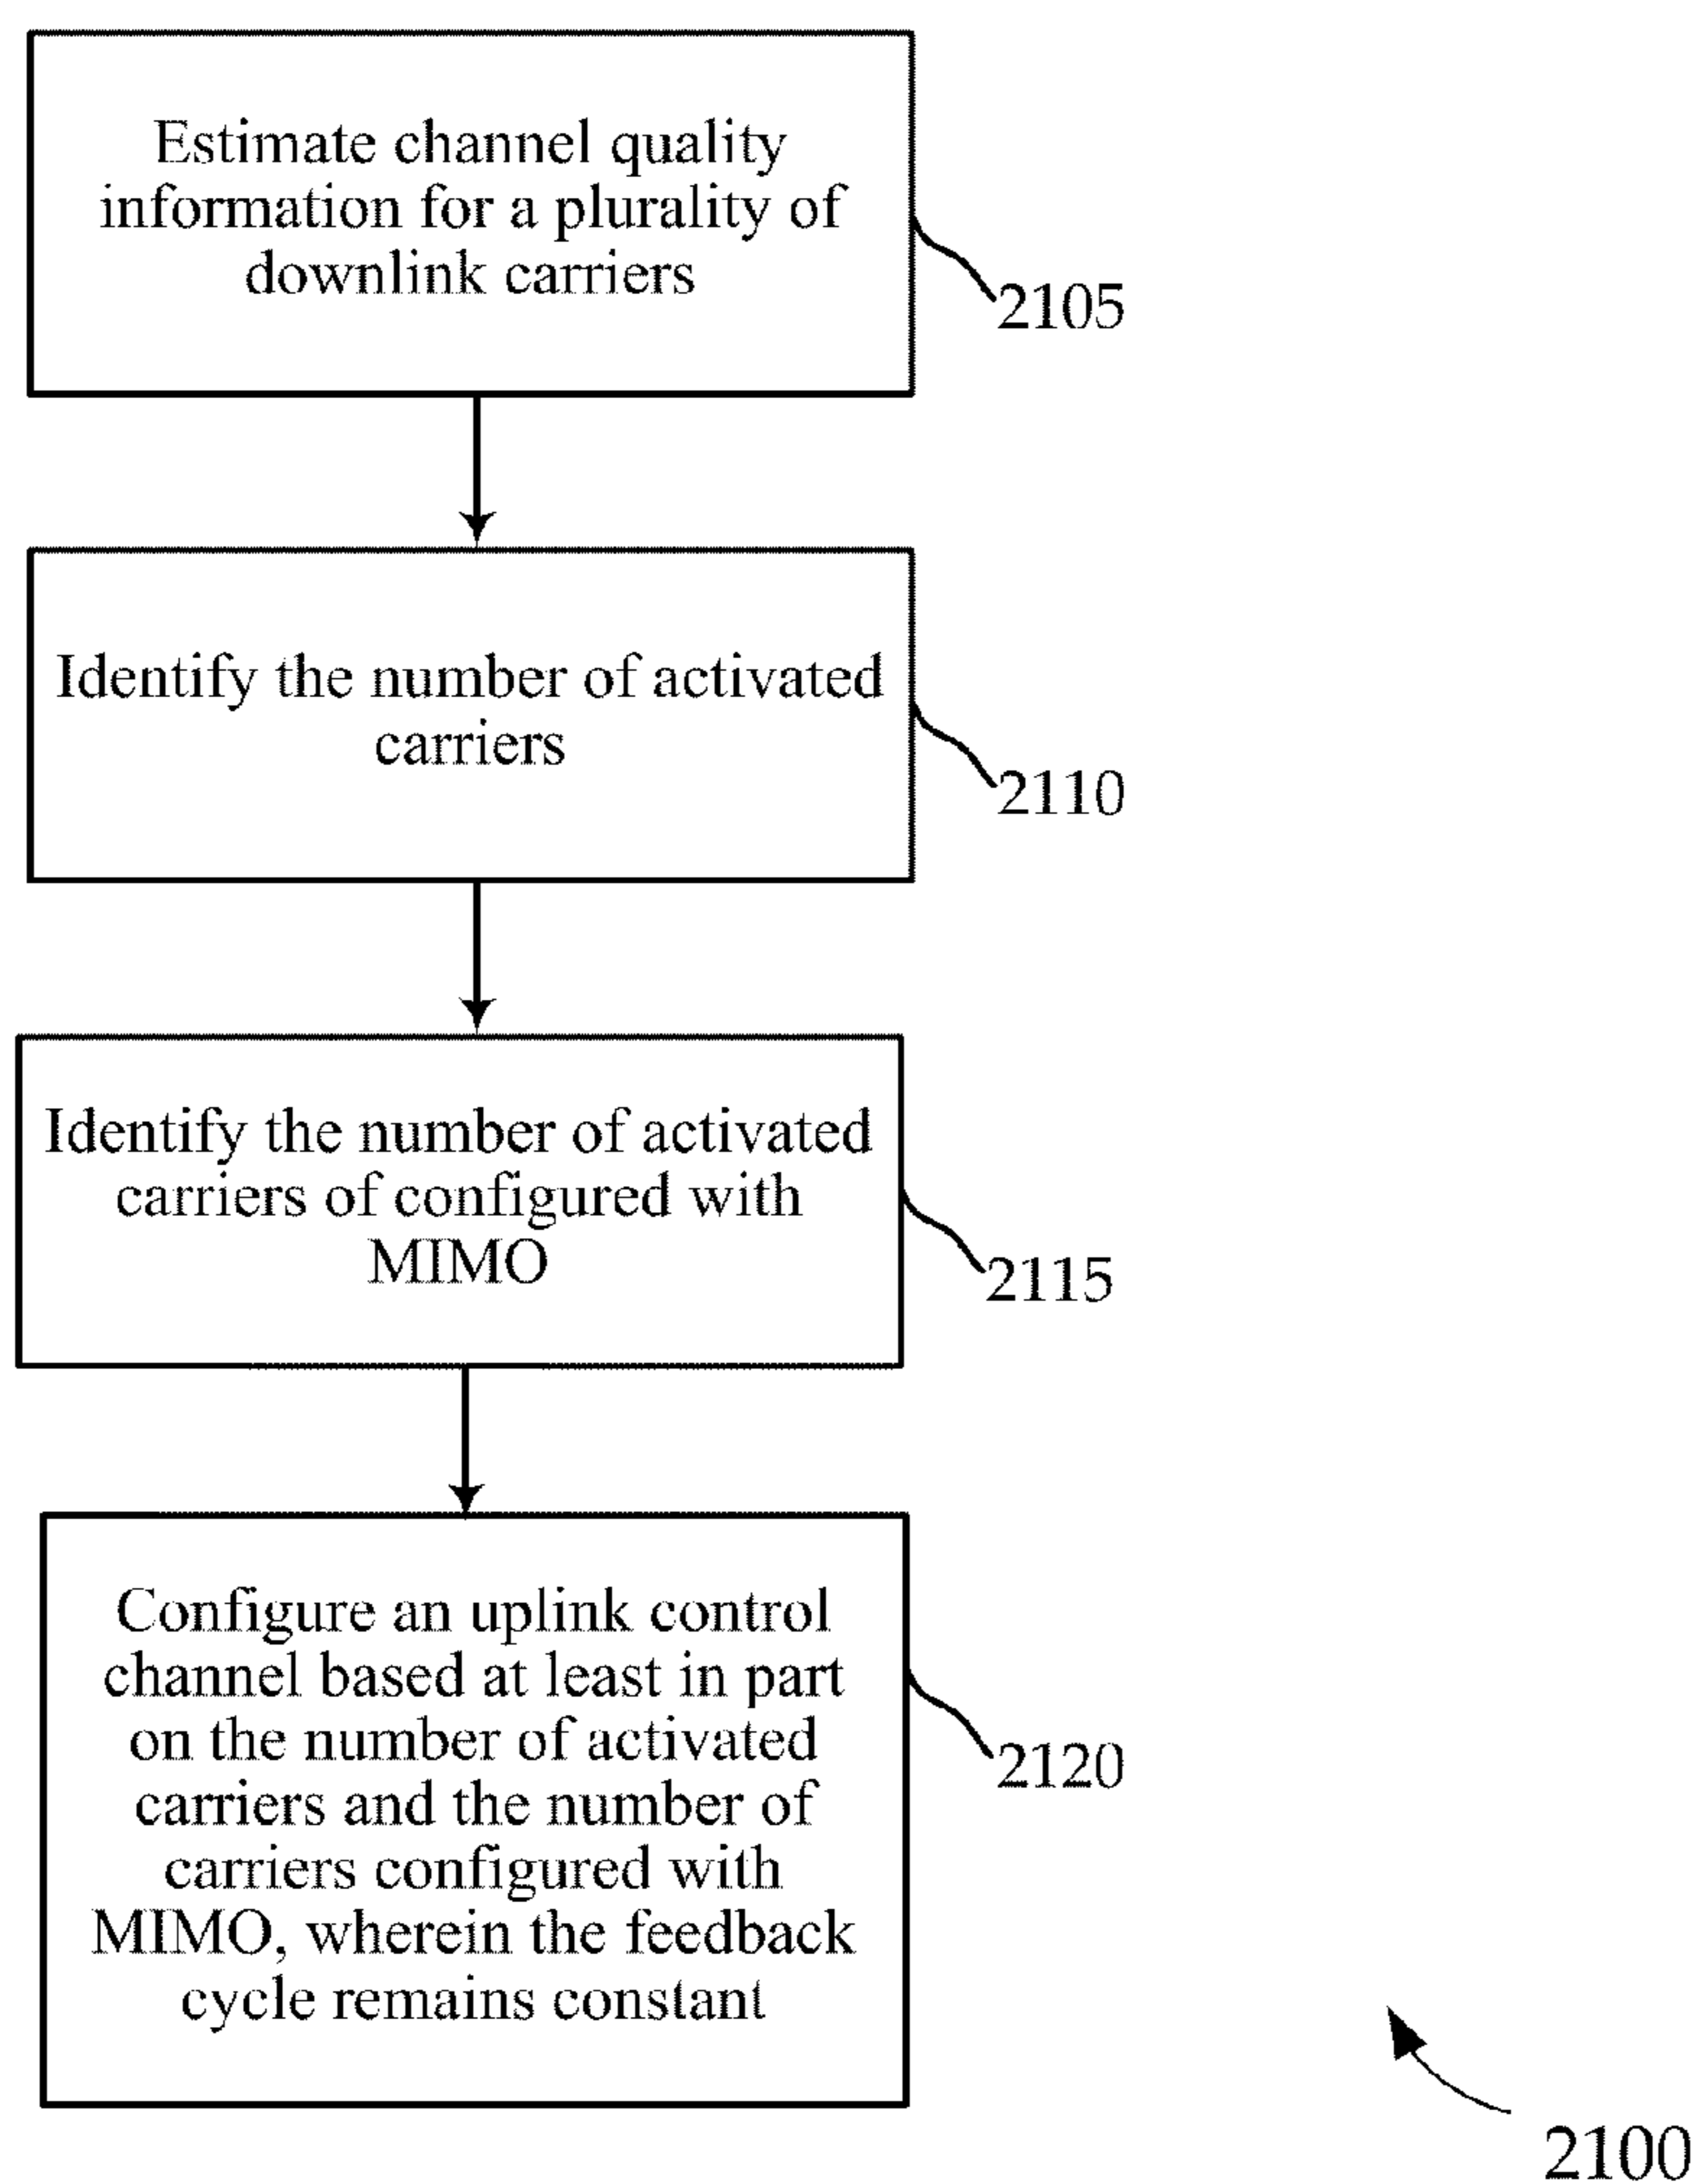 Estimate channel quality
information for a plurality of
downlink carriers
2105
Identify the number of activated
carriers
2110
Identify the number of activated
carriers of configured with
MIMO
2115
Configure an uplink control
channel based at least in part
on the number of activated
carriers and the number of
carriers configured with
MIMO, wherein the feedback
cycle remains constant
2120
2100